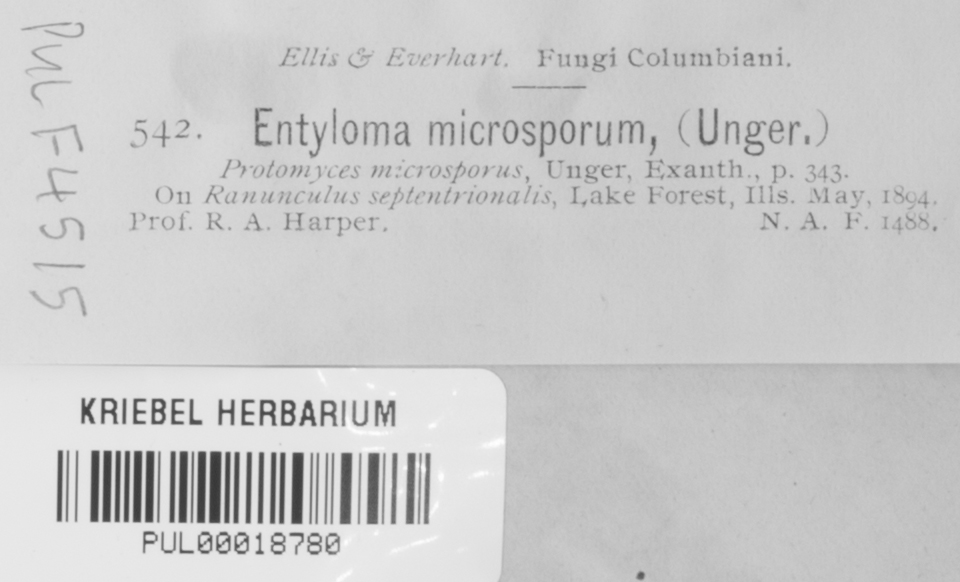 Ellis & Everhart. Fungi Columbiani.
542. Entyloma microsporum, (Unger.)
Protomyces microsporus, Unger, Exanth., p. 343.
On Ranunculus septentrionalis, Lake Forest, Ills. May, 1894.
Prof. R. A. Harper. N. A. F. 1488.
PUL F4515
KRIEBEL HERBARIUM
PUL00018780